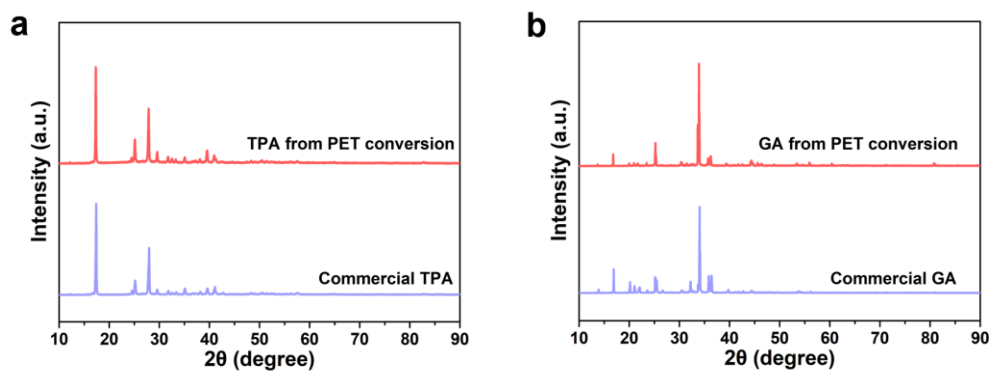 a
Intensity (a.u.)
TPA from PET conversion
Commercial TPA
10 20 30 40 50 60 70 80 90
2θ (degree)
b
Intensity (a.u.)
GA from PET conversion
Commercial GA
10 20 30 40 50 60 70 80 90
2θ (degree)